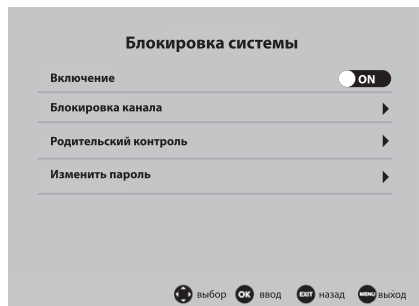 Блокировка системы
Включение ON
Блокировка канала
Родительский контроль
Изменить пароль
выбор OK ввод EXIT назад MENU выход